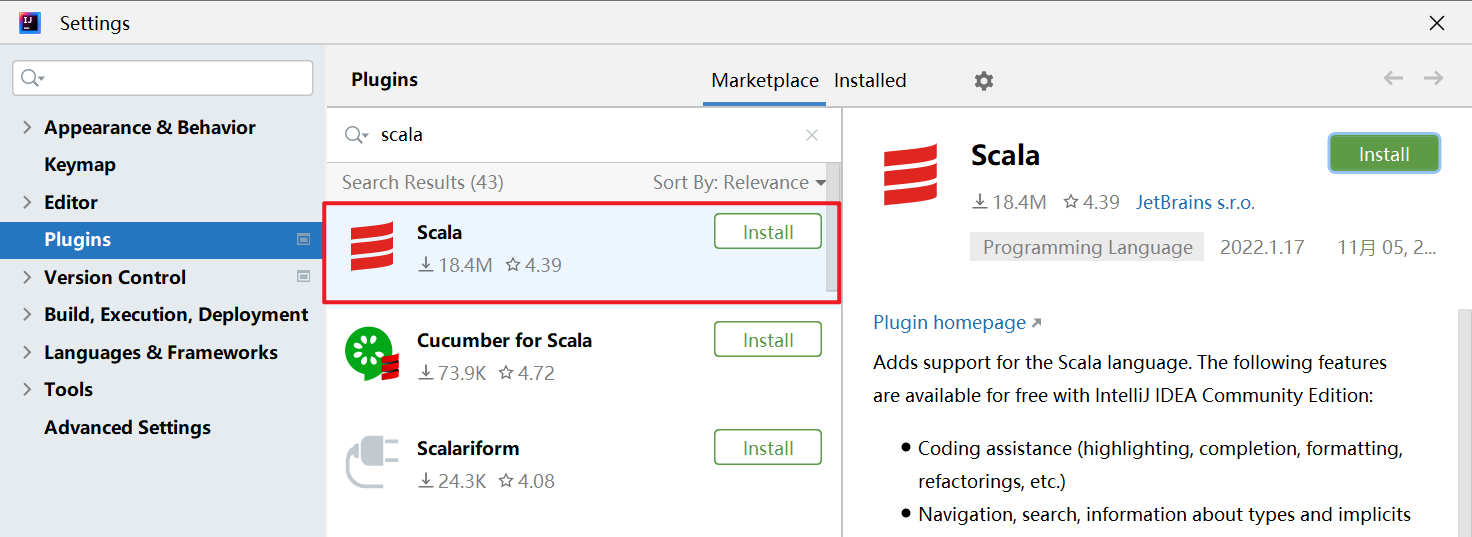 Settings
Plugins
Marketplace Installed
Appearance & Behavior
Keymap
Editor
Plugins
Version Control
Build, Execution, Deployment
Languages & Frameworks
Tools
Advanced Settings
scala
Search Results (43) Sort By: Relevance
Scala Install
18.4M 4.39
Cucumber for Scala Install
73.9K 4.72
Scalariform Install
24.3K 4.08
Scala Install
18.4M 4.39 JetBrains s.r.o.
Programming Language 2022.1.17 11月 05, 2...
Plugin homepage
Adds support for the Scala language. The following features
are available for free with IntelliJ IDEA Community Edition:
Coding assistance (highlighting, completion, formatting,
refactorings, etc.)
Navigation, search, information about types and implicits